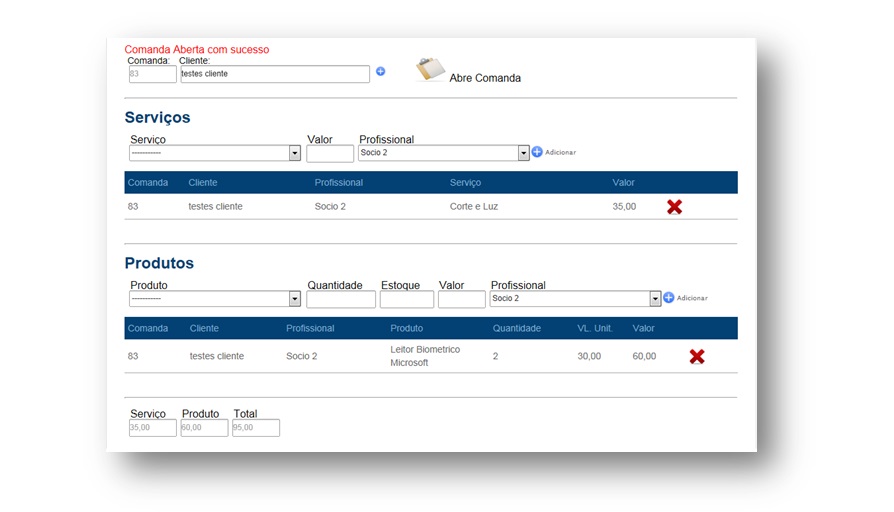 Comanda Aberta com sucesso
Comanda: Cliente:
83 testes cliente
Abre Comanda
Serviços
Serviço Valor Profissional
----------- Socio 2 Adicionar
Comanda Cliente Profissional Serviço Valor
83 testes cliente Socio 2 Corte e Luz 35,00
Produtos
Produto Quantidade Estoque Valor Profissional
----------- Socio 2 Adicionar
Comanda Cliente Profissional Produto Quantidade VL. Unit. Valor
83 testes cliente Socio 2 Leitor Biometrico 2 30,00 60,00
Microsoft
Serviço Produto Total
35,00 60,00 95,00